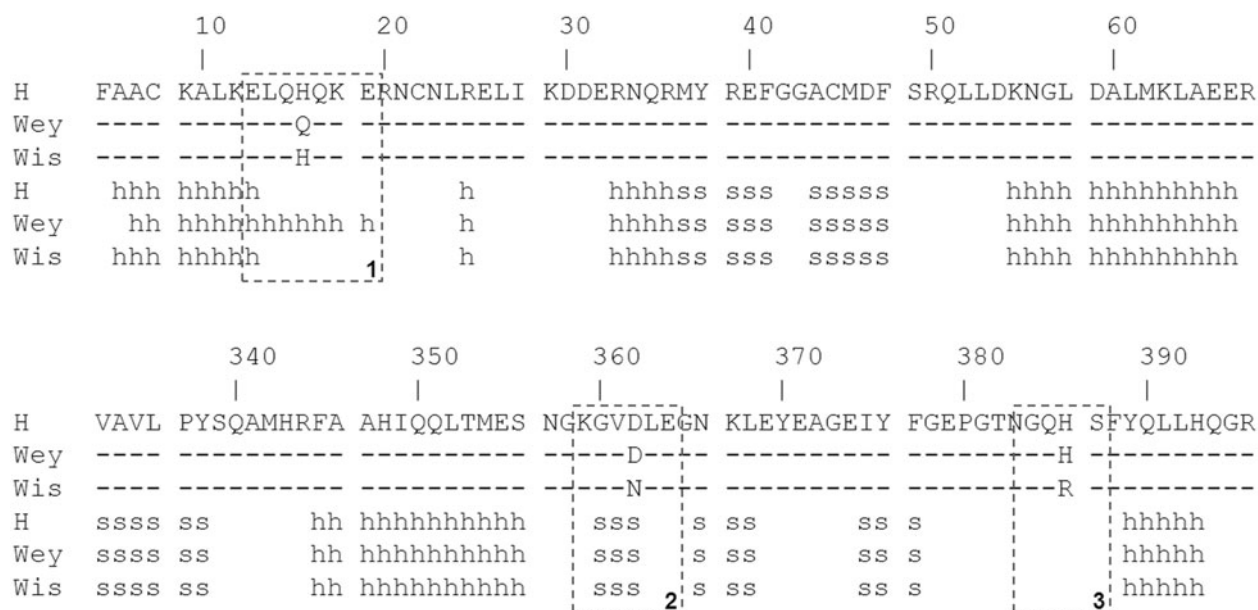 10 20 30 40 50 60
| | | | | |
H FAAC KALKELQHQK ERNCNLRELI KDDERNQRMY REFGGACMDF SRQLLDKNGL DALMKLAEER
Wey ---- -------Q-- ---------- ---------- ---------- ---------- ----------
Wis ---- -------H-- ---------- ---------- ---------- ---------- ----------
H hhh hhhhh h hhhhss sss sssss hhhh hhhhhhhhh
Wey hh hhhhhhhhhh h h hhhhss sss sssss hhhh hhhhhhhhh
Wis hhh hhhhh h hhhhss sss sssss hhhh hhhhhhhhh
1
340 350 360 370 380 390
| | | | | |
H VAVL PYSQAMHRFA AHIQQLTMES NGKGVDLEGN KLEYEAGEIY FGEPGTNGQH SFYQLLHQGR
Wey ---- ---------- ---------- -----D---- ---------- ---------H ----------
Wis ---- ---------- ---------- -----N---- ---------- ---------R ----------
H ssss ss hh hhhhhhhhhh sss s ss ss s hhhhh
Wey ssss ss hh hhhhhhhhhh sss s ss ss s hhhhh
Wis ssss ss hh hhhhhhhhhh sss s ss ss s hhhhh
2 3